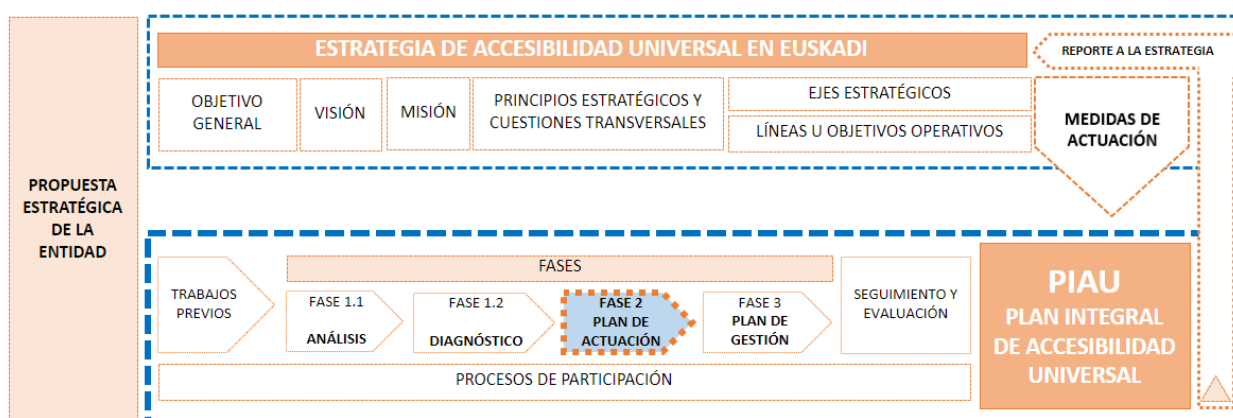 PROPUESTA
ESTRATÉGICA
DE LA
ENTIDAD
ESTRATEGIA DE ACCESIBILIDAD UNIVERSAL EN EUSKADI
REPORTE A LA ESTRATEGIA
OBJETIVO
GENERAL
VISIÓN
MISIÓN
PRINCIPIOS ESTRATÉGICOS Y
CUESTIONES TRANSVERSALES
EJES ESTRATÉGICOS
LÍNEAS U OBJETIVOS OPERATIVOS
MEDIDAS DE
ACTUACIÓN
TRABAJOS
PREVIOS
FASES
FASE 1.1
ANÁLISIS
FASE 1.2
DIAGNÓSTICO
FASE 2
PLAN DE
ACTUACIÓN
FASE 3
PLAN DE
GESTIÓN
SEGUIMIENTO Y
EVALUACIÓN
PROCESOS DE PARTICIPACIÓN
PIAU
PLAN INTEGRAL
DE ACCESIBILIDAD
UNIVERSAL